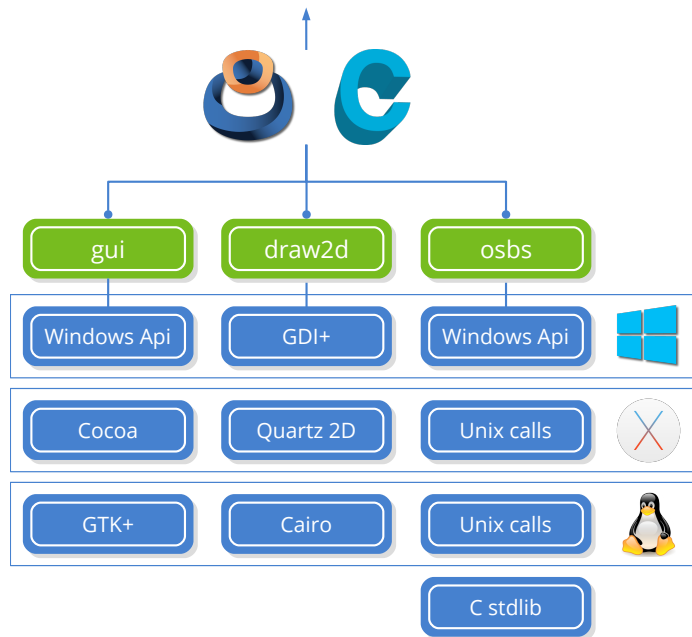 gui
draw2d
osbs
Windows Api
GDI+
Windows Api
Cocoa
Quartz 2D
Unix calls
GTK+
Cairo
Unix calls
C stdlib